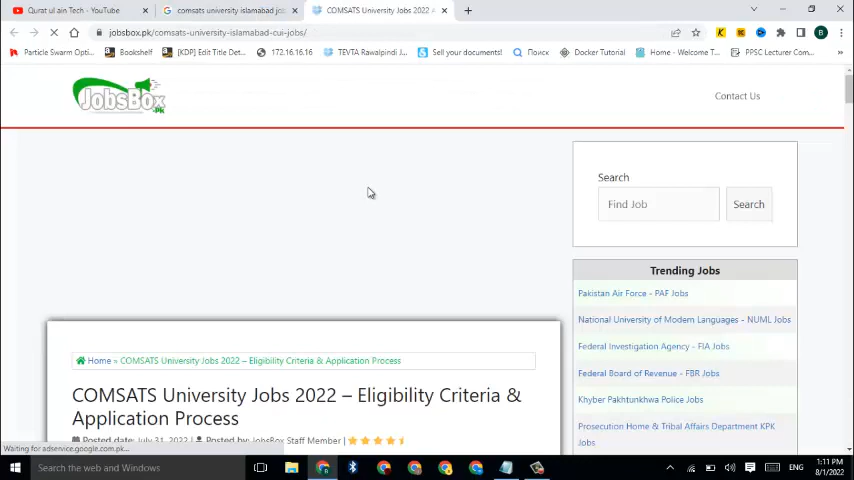 Qurat ul ain Tech - YouTube
comsats university islamabad job
COMSATS University Jobs 2022
jobsbox.pk/comsats-university-islamabad-cui-jobs/
Particle Swarm Opti...
Bookshelf
[KDP] Edit Title Det...
172.16.16.16
TEVTA Rawalpindi J...
Sell your documents!
Поиск
Docker Tutorial
Home - Welcome T...
PPSC Lecturer Com...
JobsBox.PK
Contact Us
Search
Find Job
Search
Trending Jobs
Pakistan Air Force - PAF Jobs
National University of Modern Languages - NUML Jobs
Federal Investigation Agency - FIA Jobs
Federal Board of Revenue - FBR Jobs
Khyber Pakhtunkhwa Police Jobs
Prosecution Home & Tribal Affairs Department KPK
Jobs
Home » COMSATS University Jobs 2022 – Eligibility Criteria & Application Process
COMSATS University Jobs 2022 – Eligibility Criteria &
Application Process
Posted date: July 31, 2022 | Posted by: JobsBox Staff Member |
Waiting for adservice.google.com.pk...
Search the web and Windows
ENG
1:11 PM
8/1/2022